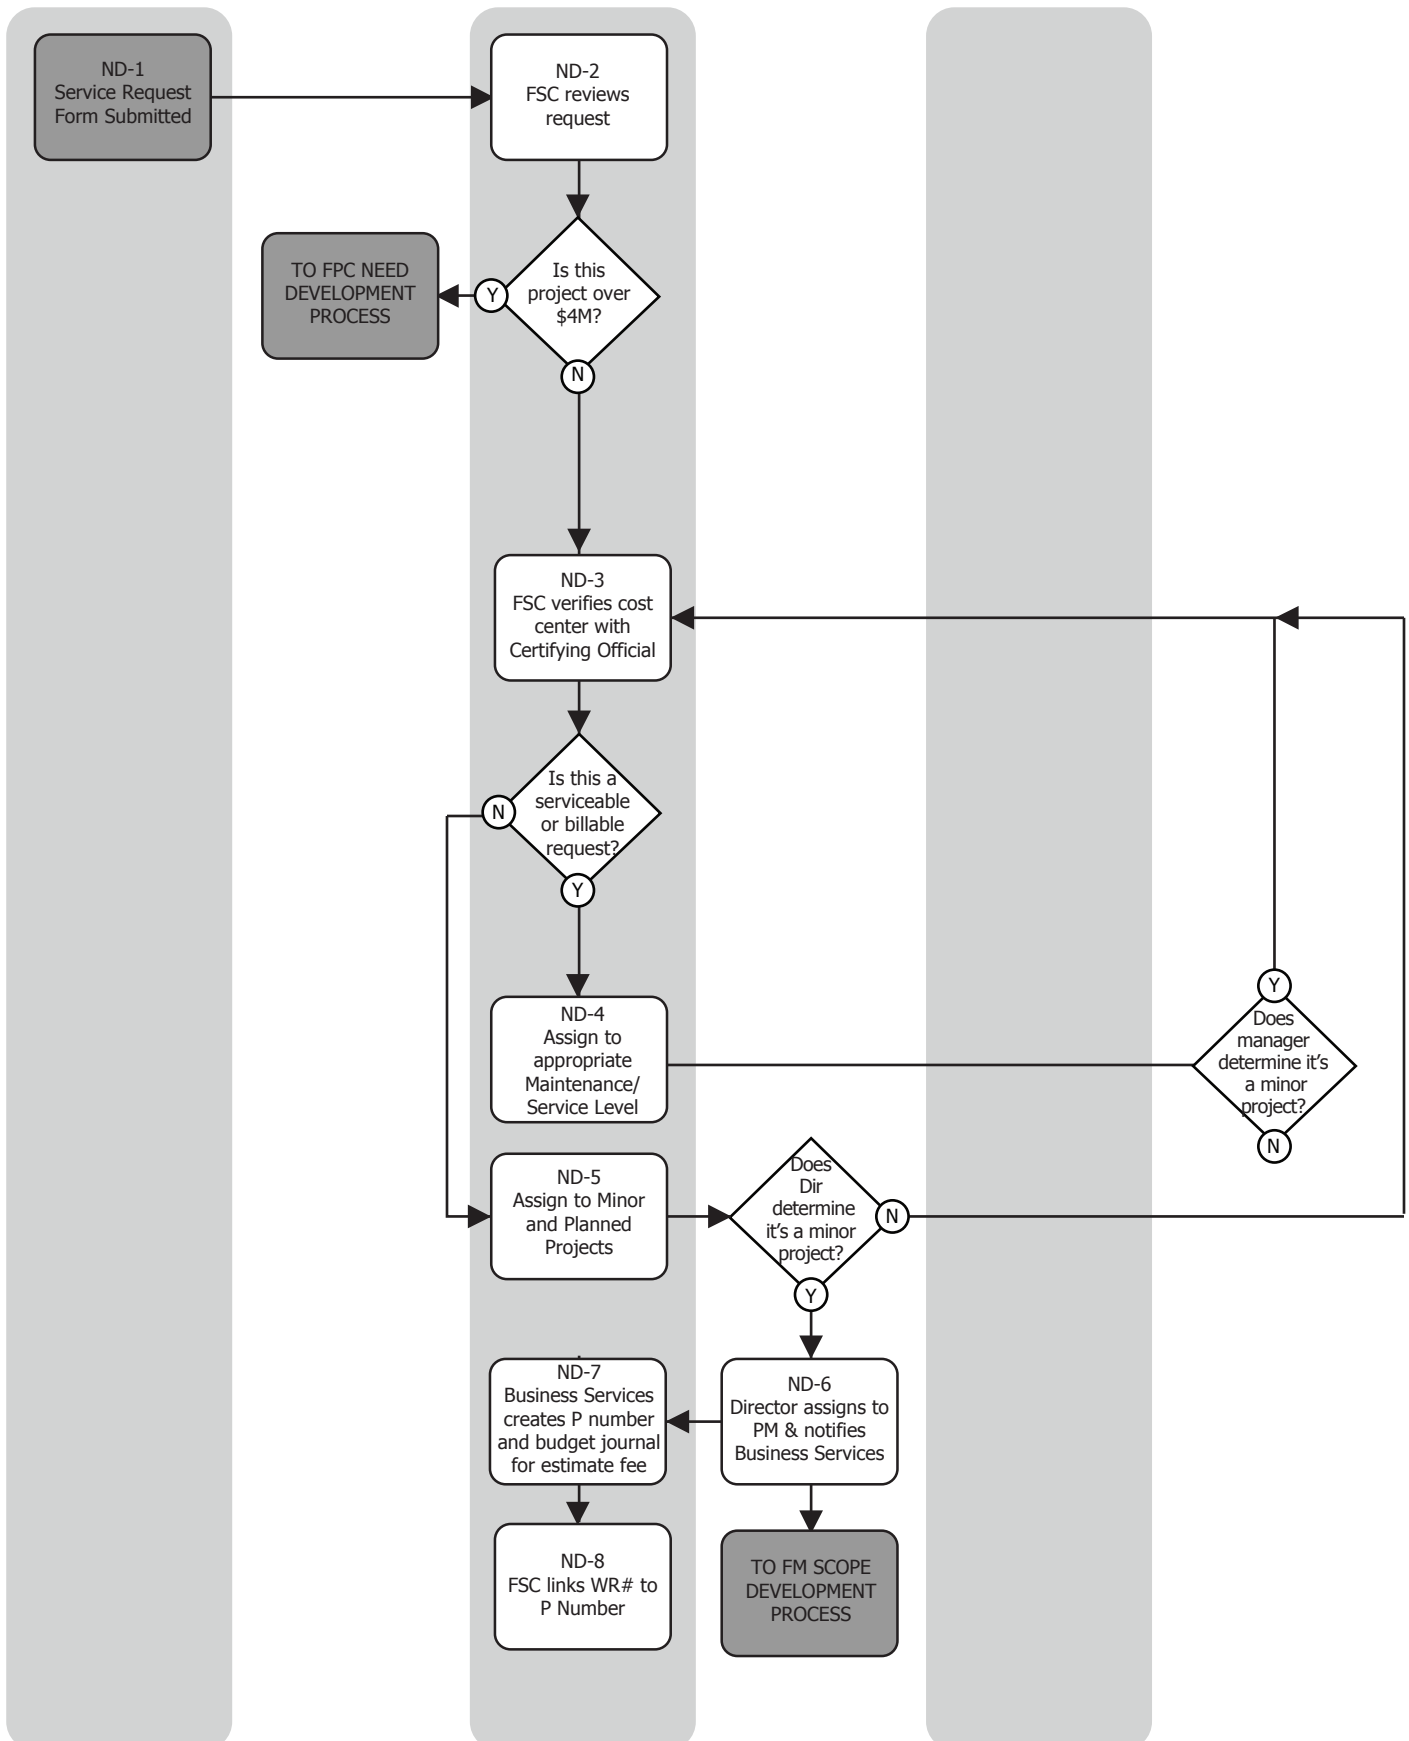 ND-1
Service Request
Form Submitted
ND-2
FSC reviews
request
TO FPC NEED
DEVELOPMENT
PROCESS
Y
Is this
project over
$4M?
N
ND-3
FSC verifies cost
center with
Certifying Official
N
Is this a
serviceable
or billable
request?
Y
ND-4
Assign to
appropriate
Maintenance/
Service Level
Y
Does
manager
determine it's
a minor
project?
N
ND-5
Assign to Minor
and Planned
Projects
Does
Dir
determine
it's a minor
project?
N
Y
ND-7
Business Services
creates P number
and budget journal
for estimate fee
ND-6
Director assigns to
PM & notifies
Business Services
ND-8
FSC links WR# to
P Number
TO FM SCOPE
DEVELOPMENT
PROCESS